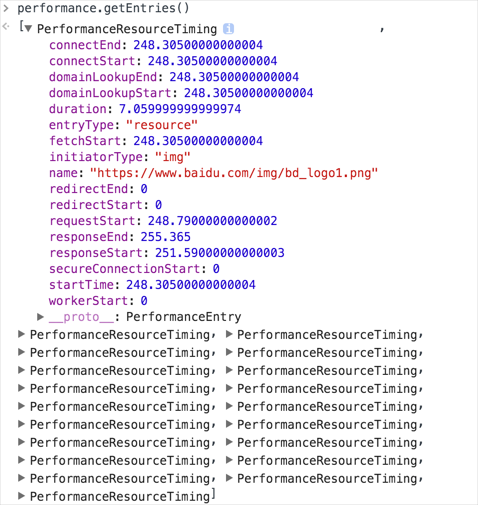 performance.getEntries()
[▼PerformanceResourceTiming i ,
connectEnd: 248.30500000000004
connectStart: 248.30500000000004
domainLookupEnd: 248.30500000000004
domainLookupStart: 248.30500000000004
duration: 7.059999999999974
entryType: "resource"
fetchStart: 248.30500000000004
initiatorType: "img"
name: "https://www.baidu.com/img/bd_logo1.png"
redirectEnd: 0
redirectStart: 0
requestStart: 248.79000000000002
responseEnd: 255.365
responseStart: 251.59000000000003
secureConnectionStart: 0
startTime: 248.30500000000004
workerStart: 0
▶ __proto__: PerformanceEntry
▶ PerformanceResourceTiming, ▶ PerformanceResourceTiming,
▶ PerformanceResourceTiming, ▶ PerformanceResourceTiming,
▶ PerformanceResourceTiming, ▶ PerformanceResourceTiming,
▶ PerformanceResourceTiming, ▶ PerformanceResourceTiming,
▶ PerformanceResourceTiming, ▶ PerformanceResourceTiming,
▶ PerformanceResourceTiming, ▶ PerformanceResourceTiming,
▶ PerformanceResourceTiming, ▶ PerformanceResourceTiming,
▶ PerformanceResourceTiming, ▶ PerformanceResourceTiming,
▶ PerformanceResourceTiming, ▶ PerformanceResourceTiming,
▶ PerformanceResourceTiming]